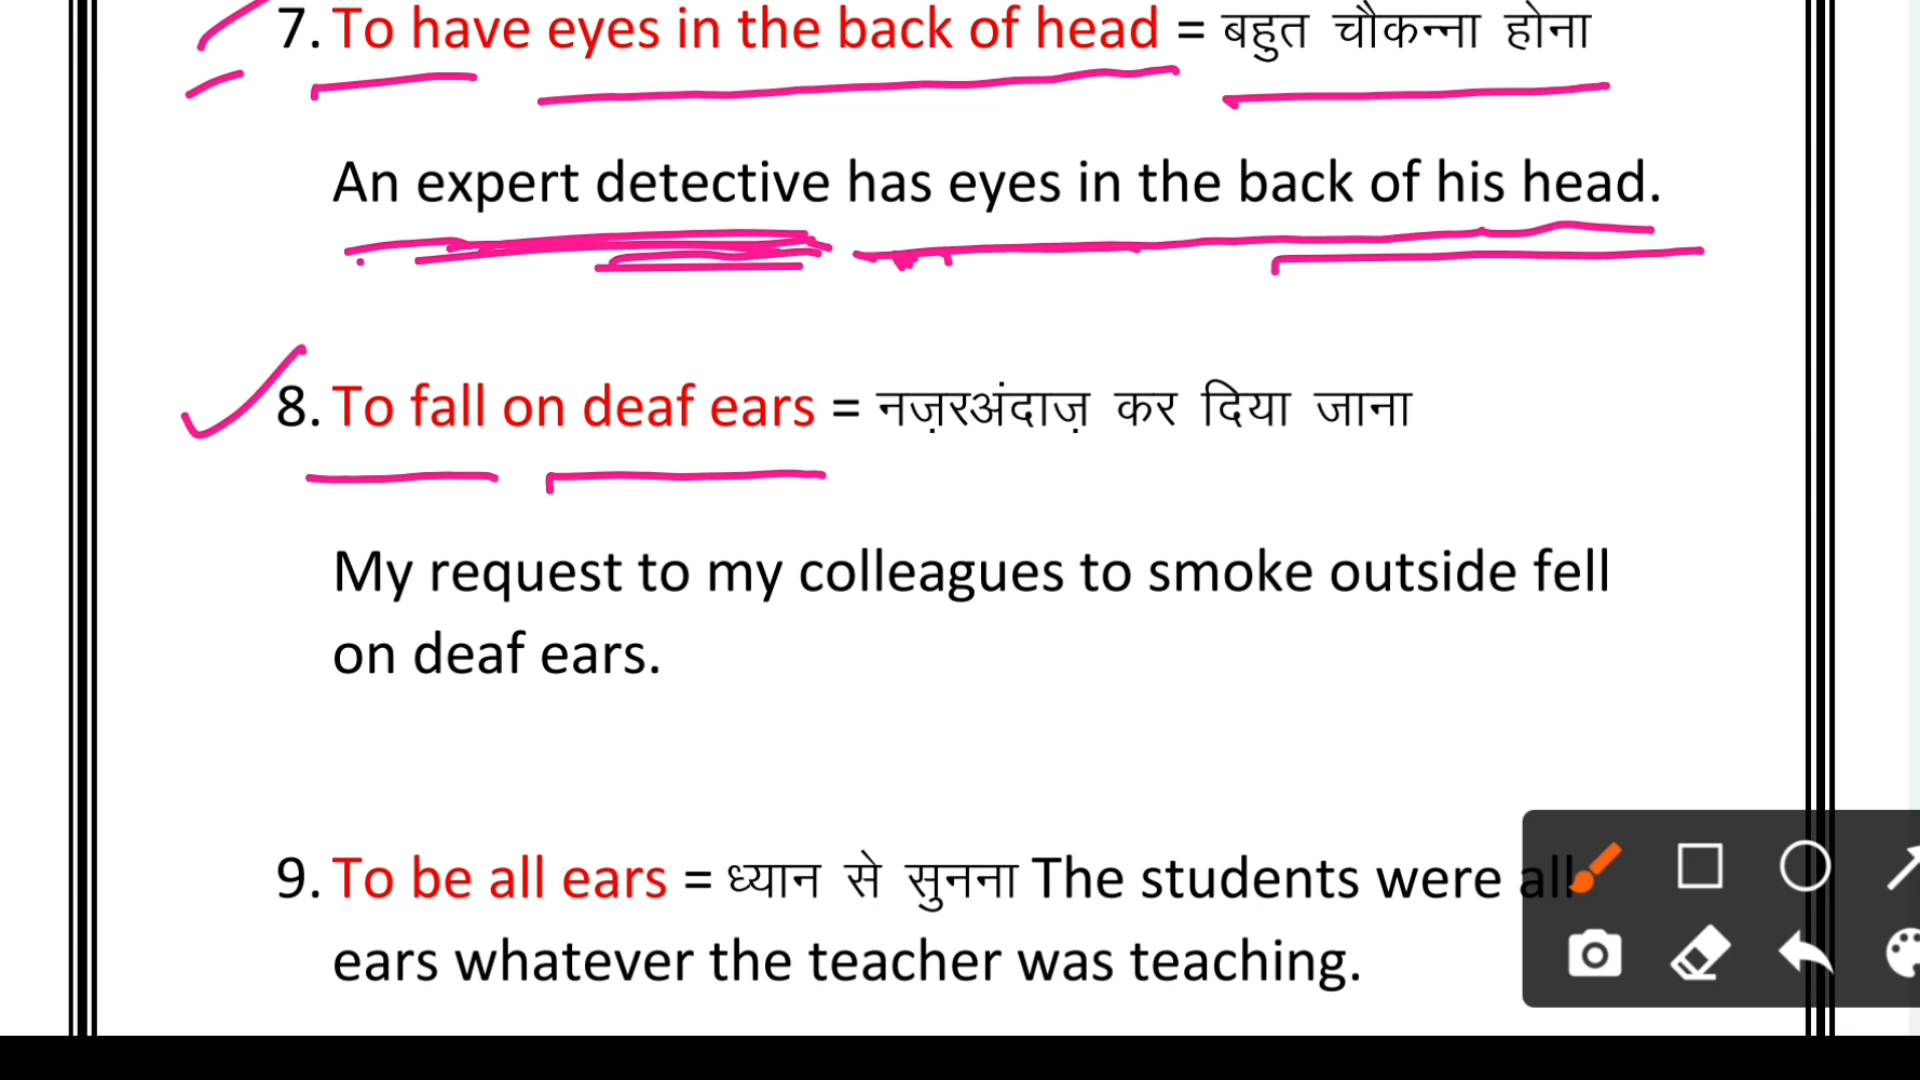 7. To have eyes in the back of head = बहुत चौकन्ना होना
An expert detective has eyes in the back of his head.
8. To fall on deaf ears = नज़रअंदाज़ कर दिया जाना
My request to my colleagues to smoke outside fell
on deaf ears.
9. To be all ears = ध्यान से सुनना The students were all
ears whatever the teacher was teaching.